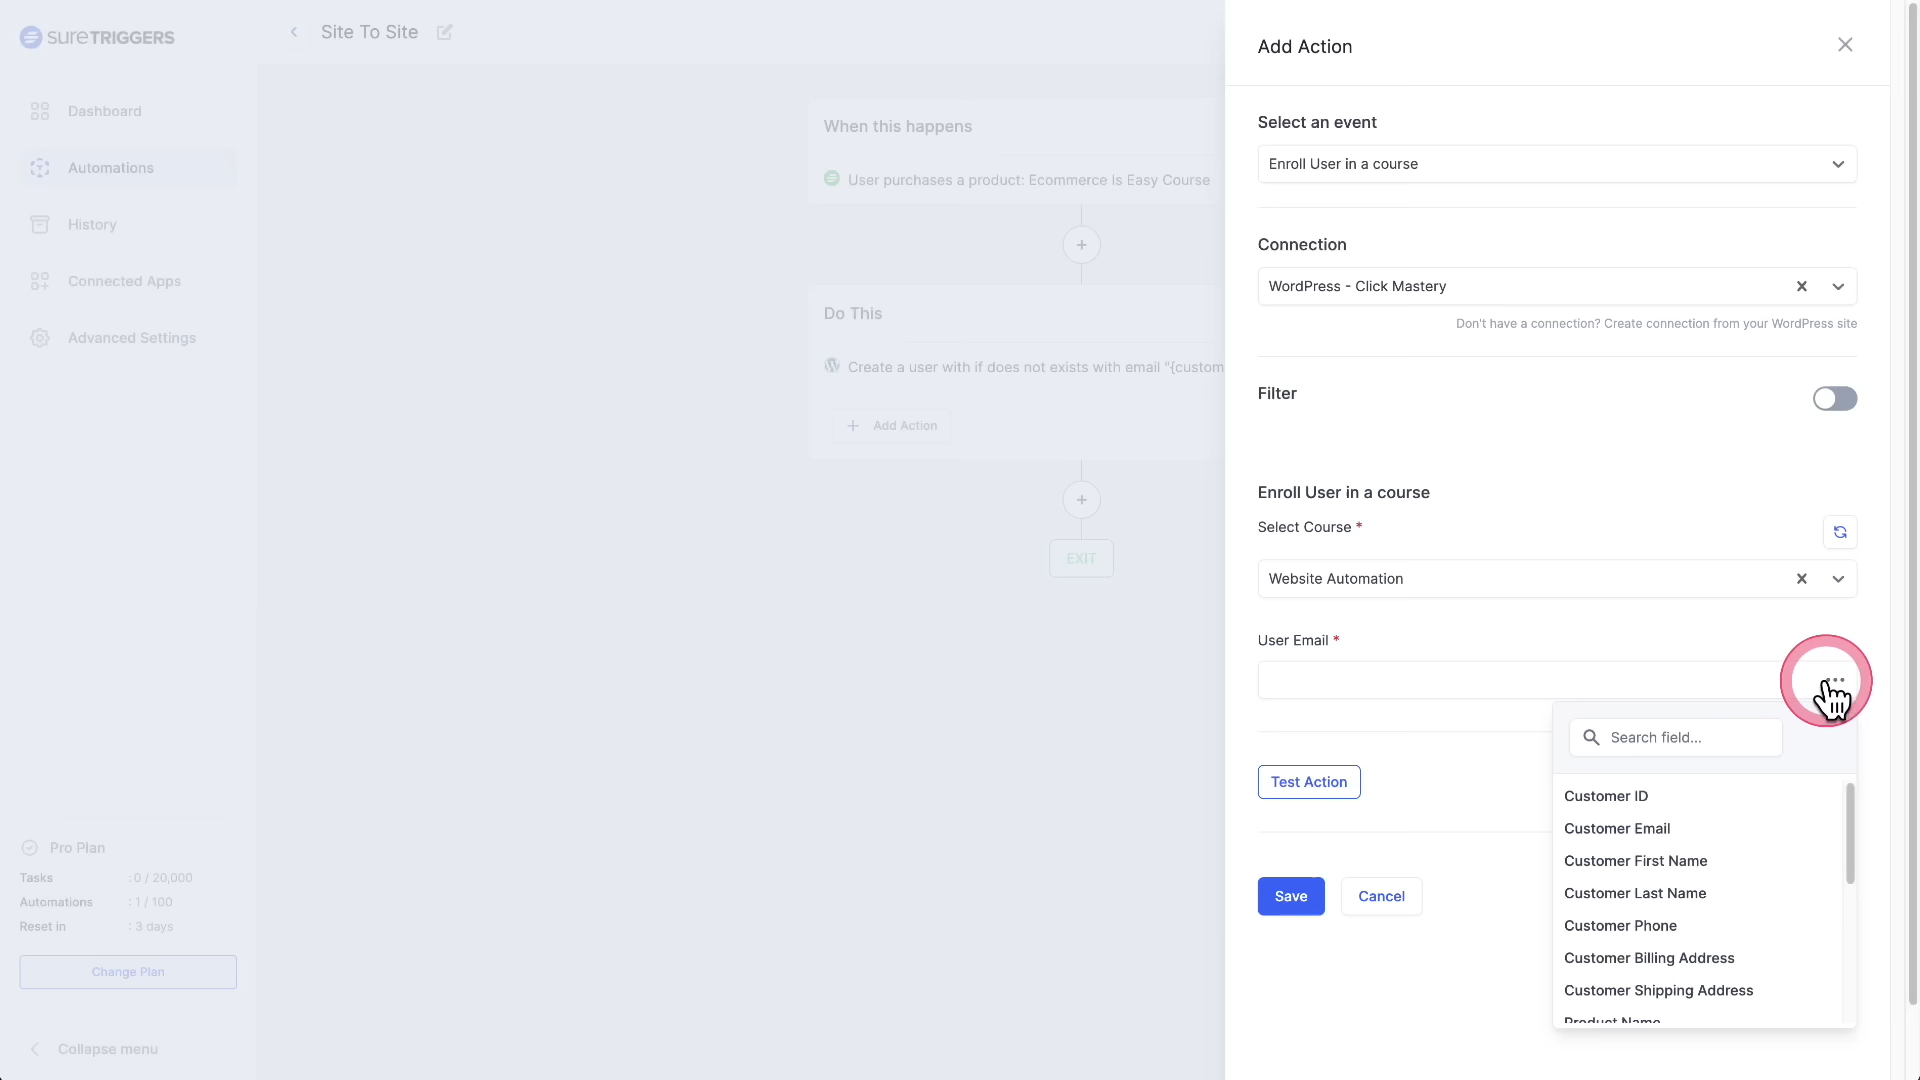 SureTRIGGERS
Dashboard
Automations
History
Connected Apps
Advanced Settings
Pro Plan
Tasks : 0 / 20,000
Automations : 1 / 100
Reset in : 3 days
Change Plan
Collapse menu
Site To Site
When this happens
User purchases a product: Ecommerce Is Easy Course
Do This
Create a user with if does not exists with email "{custom
Add Action
EXIT
Add Action
Select an event
Enroll User in a course
Connection
WordPress - Click Mastery
Don't have a connection? Create connection from your WordPress site
Filter
Enroll User in a course
Select Course *
Website Automation
User Email *
Search field...
Customer ID
Customer Email
Customer First Name
Customer Last Name
Customer Phone
Customer Billing Address
Customer Shipping Address
Product Name
Test Action
Save
Cancel